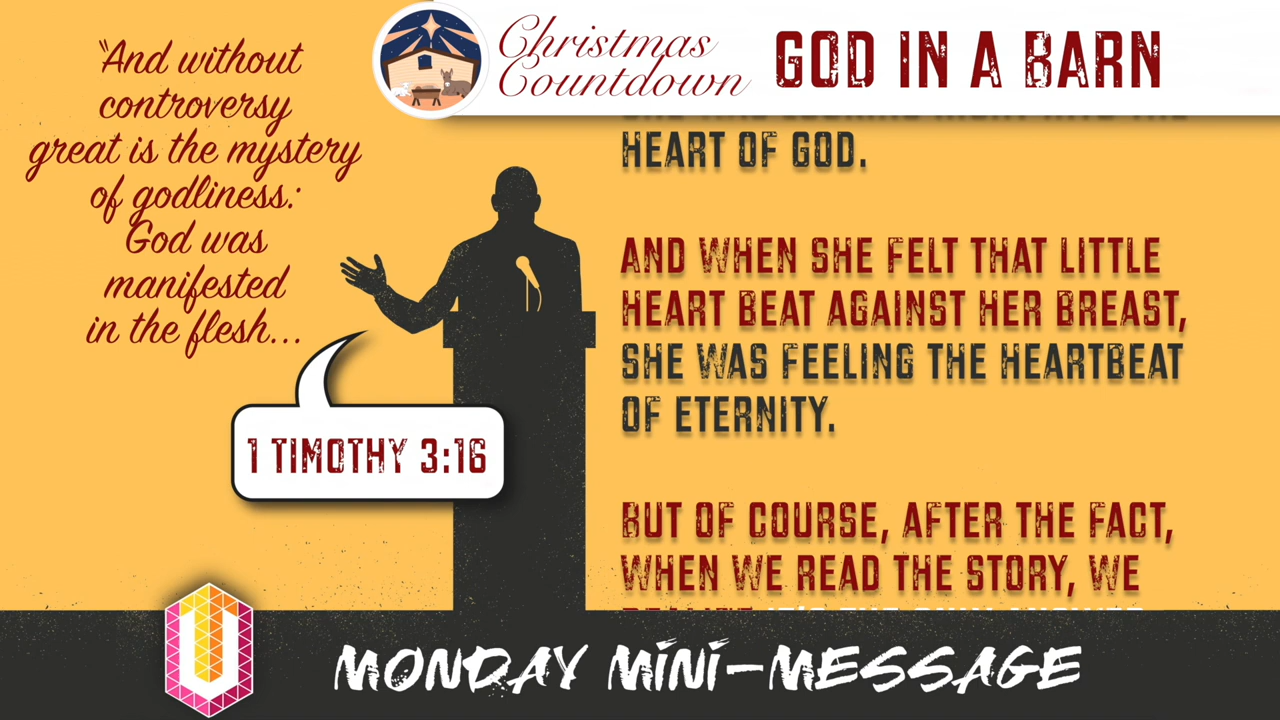 Christmas
Countdown
GOD IN A BARN
“And without
controversy
great is the mystery
of godliness:
God was
manifested
in the flesh...
1 TIMOTHY 3:16
HEART OF GOD.
AND WHEN SHE FELT THAT LITTLE
HEART BEAT AGAINST HER BREAST,
SHE WAS FEELING THE HEARTBEAT
OF ETERNITY.
BUT OF COURSE, AFTER THE FACT,
WHEN WE READ THE STORY, WE
U
MONDAY MINI-MESSAGE